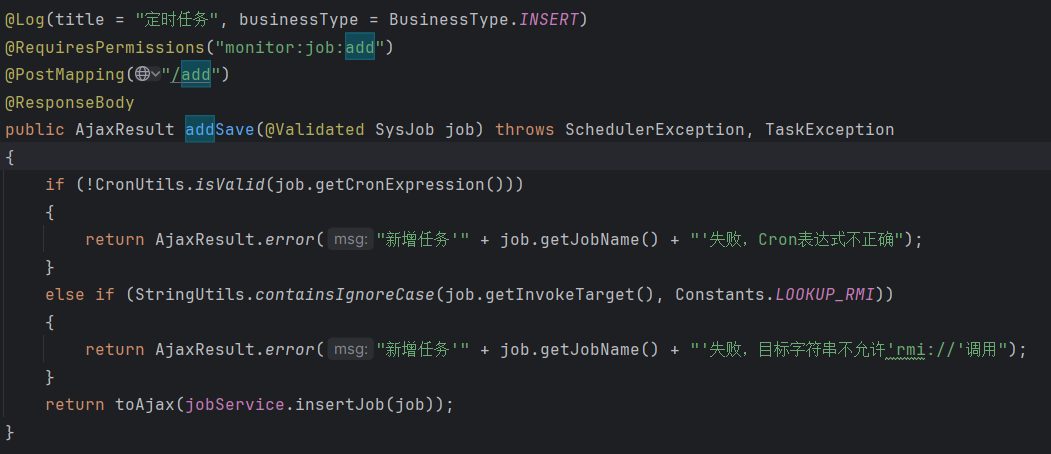 @Log(title = "定时任务", businessType = BusinessType.INSERT)
@RequiresPermissions("monitor:job:add")
@PostMapping("/add")
@ResponseBody
public AjaxResult addSave(@Validated SysJob job) throws SchedulerException, TaskException
{
    if (!CronUtils.isValid(job.getCronExpression()))
    {
        return AjaxResult.error( msg: "新增任务'" + job.getJobName() + "'失败，Cron表达式不正确");
    }
    else if (StringUtils.containsIgnoreCase(job.getInvokeTarget(), Constants.LOOKUP_RMI))
    {
        return AjaxResult.error( msg: "新增任务'" + job.getJobName() + "'失败，目标字符串不允许'rmi://'调用");
    }
    return toAjax(jobService.insertJob(job));
}